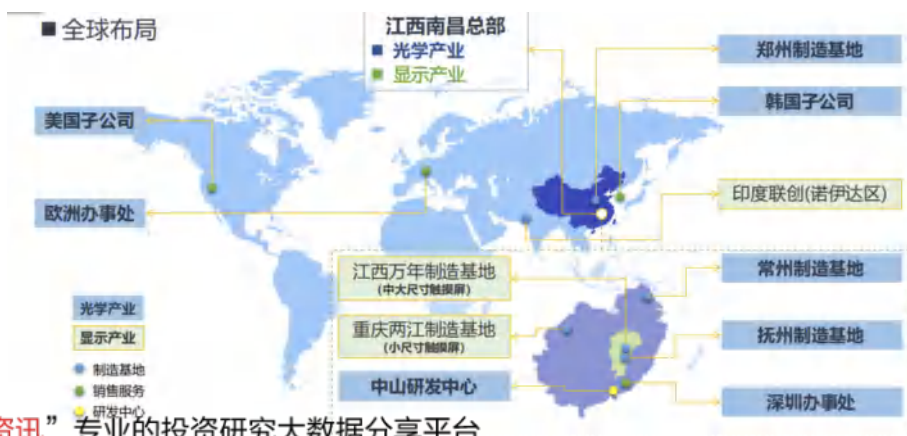 ■ 全球布局
江西南昌总部
■ 光学产业
■ 显示产业
郑州制造基地
韩国子公司
美国子公司
印度联创(诺伊达区)
欧洲办事处
江西万年制造基地
(中大尺寸触摸屏)
常州制造基地
光学产业
显示产业
重庆两江制造基地
(小尺寸触摸屏)
抚州制造基地
制造基地
销售服务
研发中心
中山研发中心
深圳办事处
资讯”专业的投资研究大数据分享平台